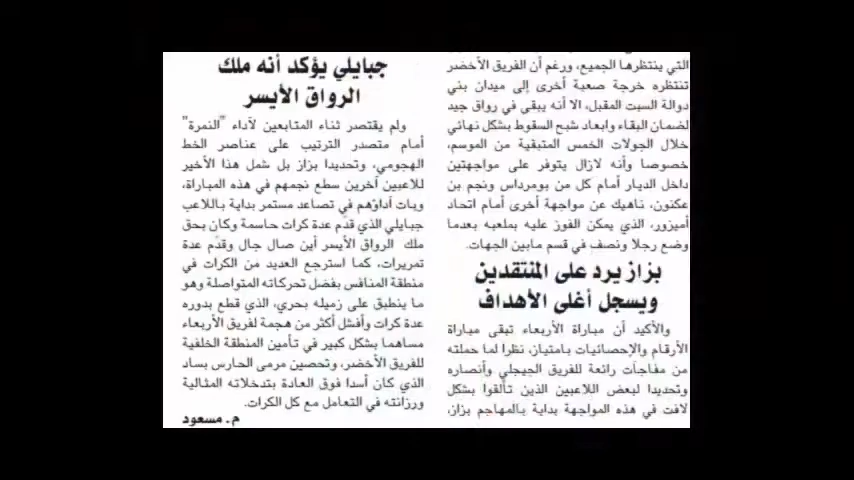 التي ينتظرها الجميع، ورغم أن الفريق الأخضر
تنتظره خرجة صعبة أخرى إلى ميدان بني
دوالة السبت المقبل، الا أنه يبقى في رواق جيد
لضمان البقاء وابعاد شبح السقوط بشكل نهائي
خلال الجولات الخمس المتبقية من الموسم،
خصوصا وأنه لازال يتوفر على مواجهتين
داخل الديار أمام كل من بومرداس ونجم بن
عكنون، ناهيك عن مواجهة أخرى أمام اتحاد
أميزور، الذي يمكن الفوز عليه بملعبه بعدما
وضع رجلا ونصف في قسم مابين الجهات.
بزاز يرد على المنتقدين
ويسجل أغلى الأهداف
والأكيد أن مباراة الأربعاء تبقى مباراة
الأرقام والإحصائيات بامتياز، نظرا لما حملته
من مفاجآت رائعة للفريق الجيجلي وأنصاره
وتحديدا لبعض اللاعبين الذين تألقوا بشكل
لافت في هذه المواجهة بداية بالمهاجم بزاز،
جبايلي يؤكد أنه ملك
الرواق الأيسر
ولم يقتصر ثناء المتابعين لآداء "النمرة"
أمام متصدر الترتيب على عناصر الخط
الهجومي، وتحديدا بزاز بل شمل هذا الأخير
للاعبين آخرين سطع نجمهم في هذه المباراة،
وبات آداؤهم في تصاعد مستمر بداية باللاعب
جبايلي الذي قدّم عدة كرات حاسمة وكان بحق
ملك الرواق الأيسر أين صال جال وقدّم عدة
تمريرات، كما استرجع العديد من الكرات في
منطقة المنافس بفضل تحركاته المتواصلة وهو
ما ينطبق على زميله بحري، الذي قطع بدوره
عدة كرات وأفشل أكثر من هجمة لفريق الأربعاء
مساهما بشكل كبير في تأمين المنطقة الخلفية
للفريق الأخضر، وتحصين مرمى الحارس بساد
الذي كان أسدا فوق العادة بتدخلاته المثالية
ورزانته في التعامل مع كل الكرات.
م. مسعود